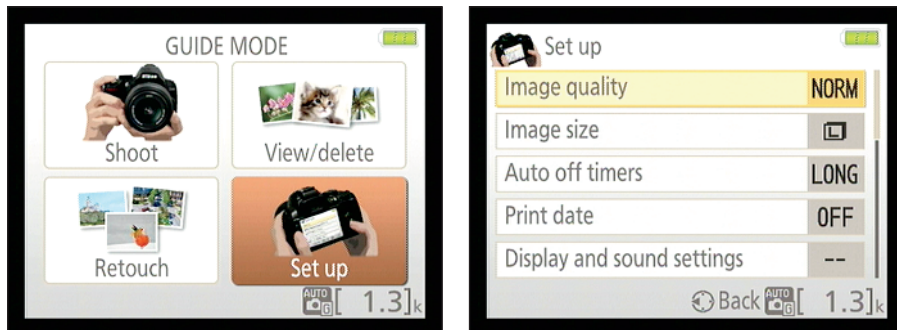 GUIDE MODE
Shoot
View/delete
Retouch
Set up
AUTO G [ 1.3]k
Set up
Image quality NORM
Image size L
Auto off timers LONG
Print date OFF
Display and sound settings --
Back AUTO G [ 1.3]k